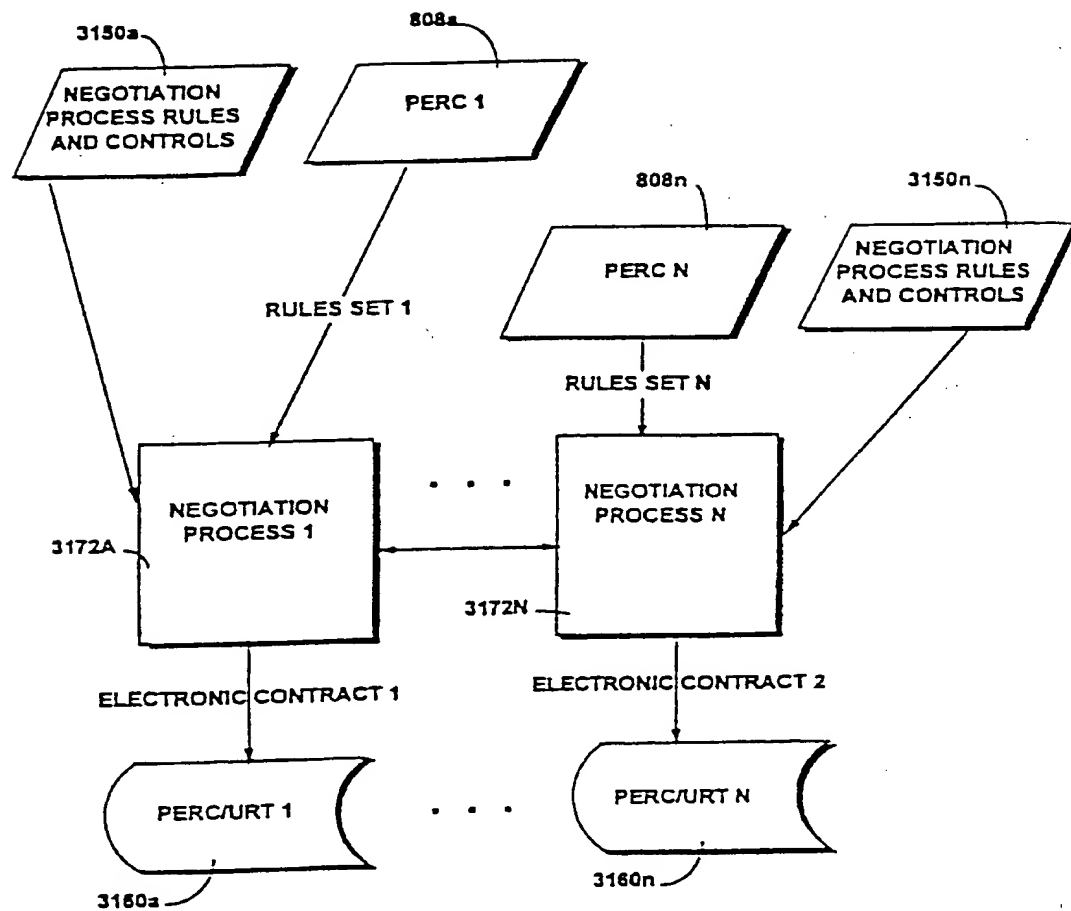 3150a
808a
NEGOTIATION
PROCESS RULES
AND CONTROLS
PERC 1
808n
3150n
PERC N
NEGOTIATION
PROCESS RULES
AND CONTROLS
RULES SET 1
RULES SET N
NEGOTIATION
PROCESS 1
. . .
NEGOTIATION
PROCESS N
3172A
3172N
ELECTRONIC CONTRACT 1
ELECTRONIC CONTRACT 2
PERC/URT 1
. . .
PERC/URT N
3160a
3160n